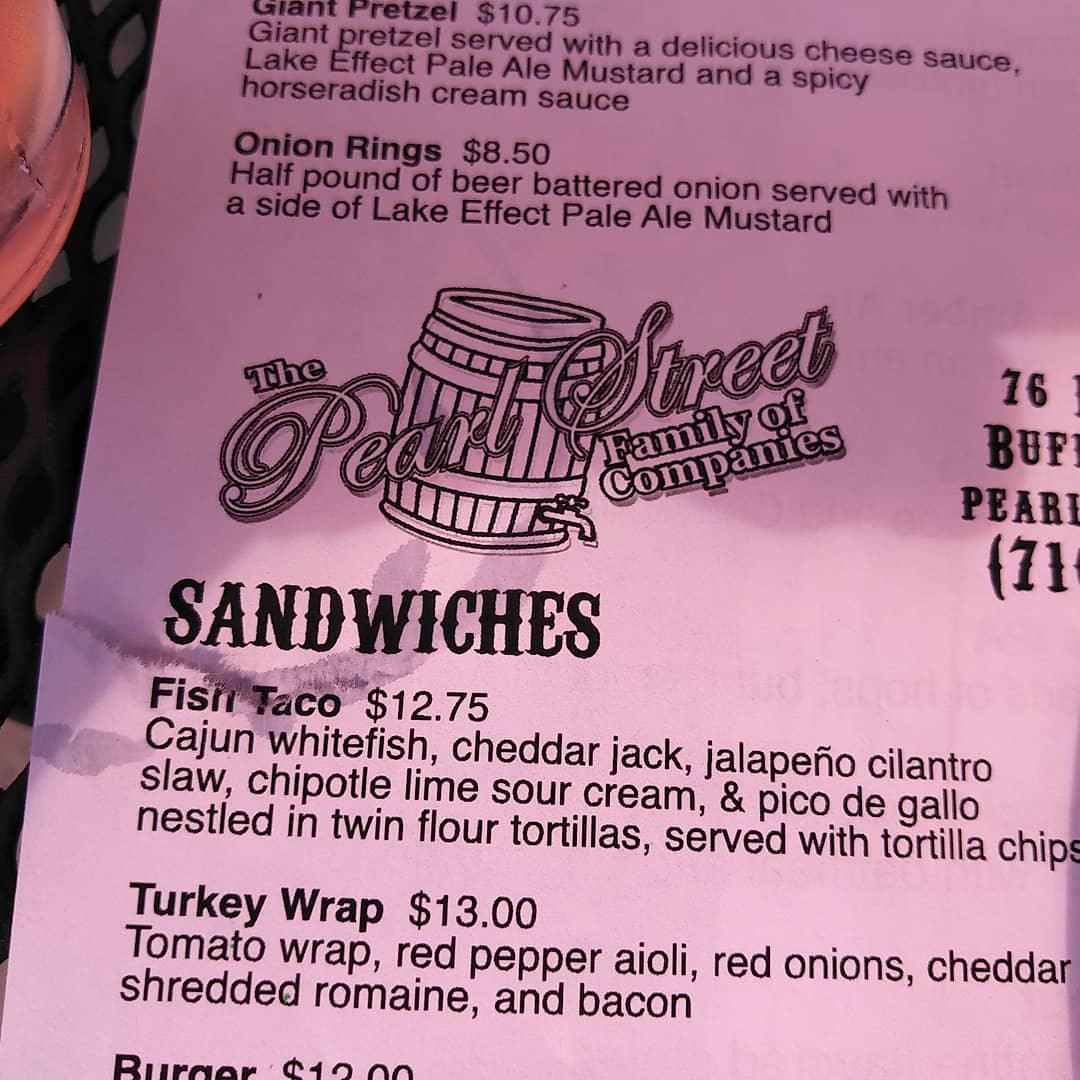 Giant Pretzel $10.75
Giant pretzel served with a delicious cheese sauce,
Lake Effect Pale Ale Mustard and a spicy
horseradish cream sauce
Onion Rings $8.50
Half pound of beer battered onion served with
a side of Lake Effect Pale Ale Mustard
The
Pearl Street
Family of
Companies
76
SANDWICHES
Fish Taco $12.75
Cajun whitefish, cheddar jack, jalapeño cilantro
slaw, chipotle lime sour cream, & pico de gallo
nestled in twin flour tortillas, served with tortilla chips
Turkey Wrap $13.00
Tomato wrap, red pepper aioli, red onions, cheddar
shredded romaine, and bacon
Burger $12.00